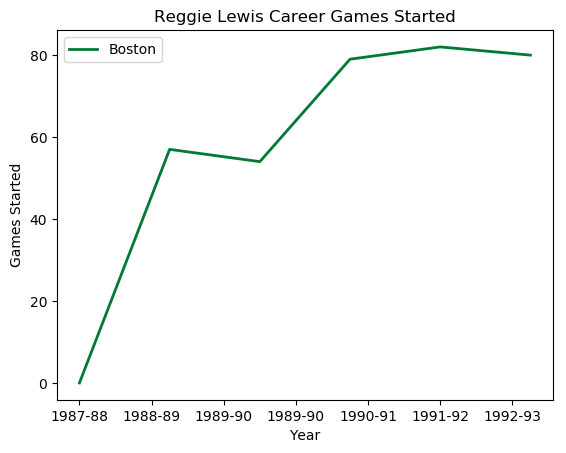 Reggie Lewis Career Games Started
Boston
Games Started
80
60
40
20
0
1987-88 1988-89 1989-90 1989-90 1990-91 1991-92 1992-93
Year